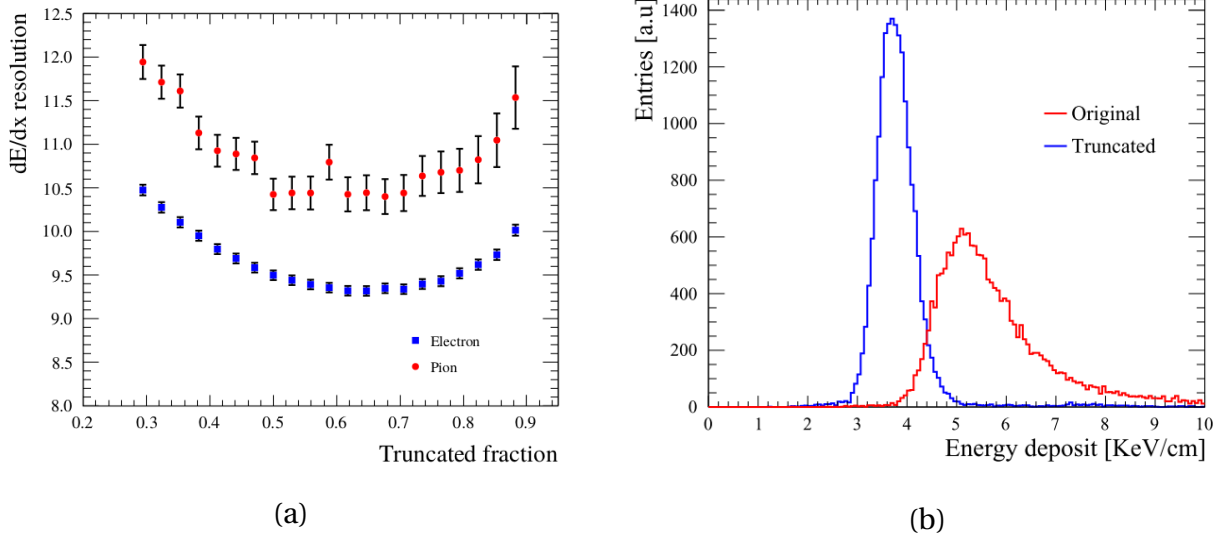 dE/dx resolution
12.5
12.0
11.5
11.0
10.5
10.0
9.5
9.0
8.5
8.0
0.2 0.3 0.4 0.5 0.6 0.7 0.8 0.9
Truncated fraction
Electron
Pion
(a)
Entries [a.u]
1400
1200
1000
800
600
400
200
0
0 1 2 3 4 5 6 7 8 9 10
Energy deposit [KeV/cm]
Original
Truncated
(b)